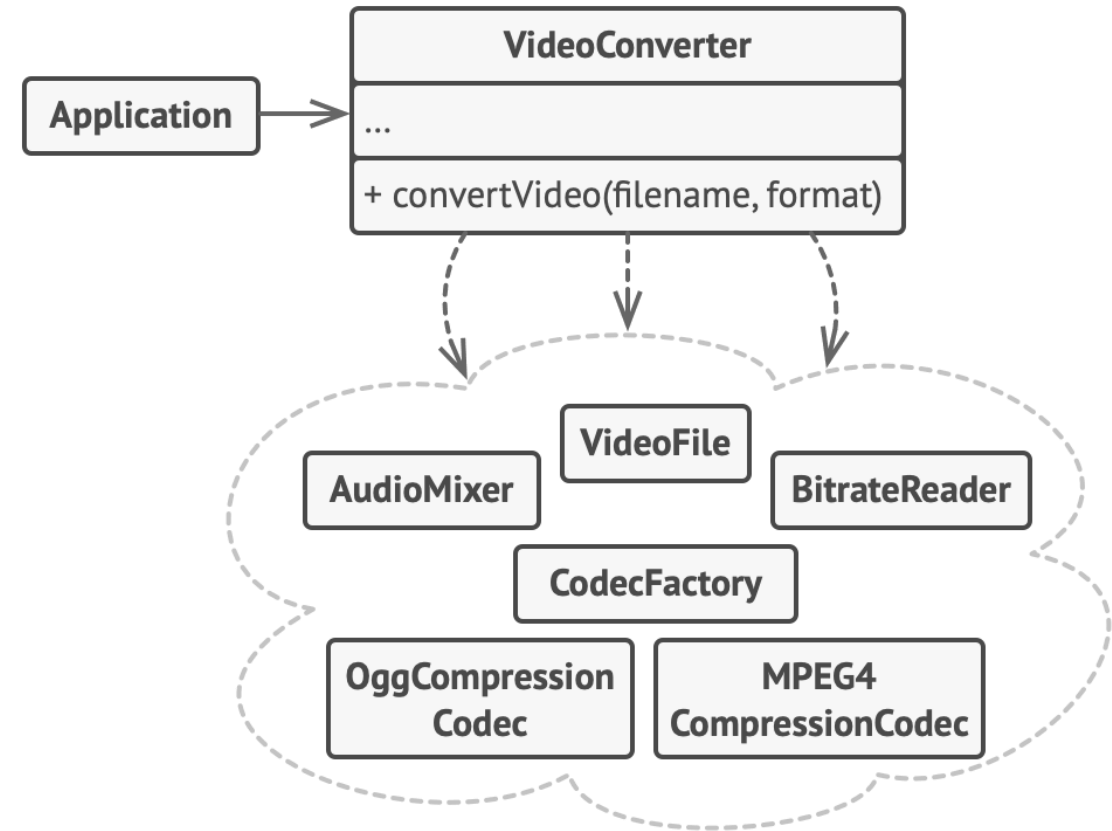 VideoConverter
Application
...
+ convertVideo(filename, format)
VideoFile
AudioMixer
BitrateReader
CodecFactory
OggCompression
Codec
MPEG4
CompressionCodec